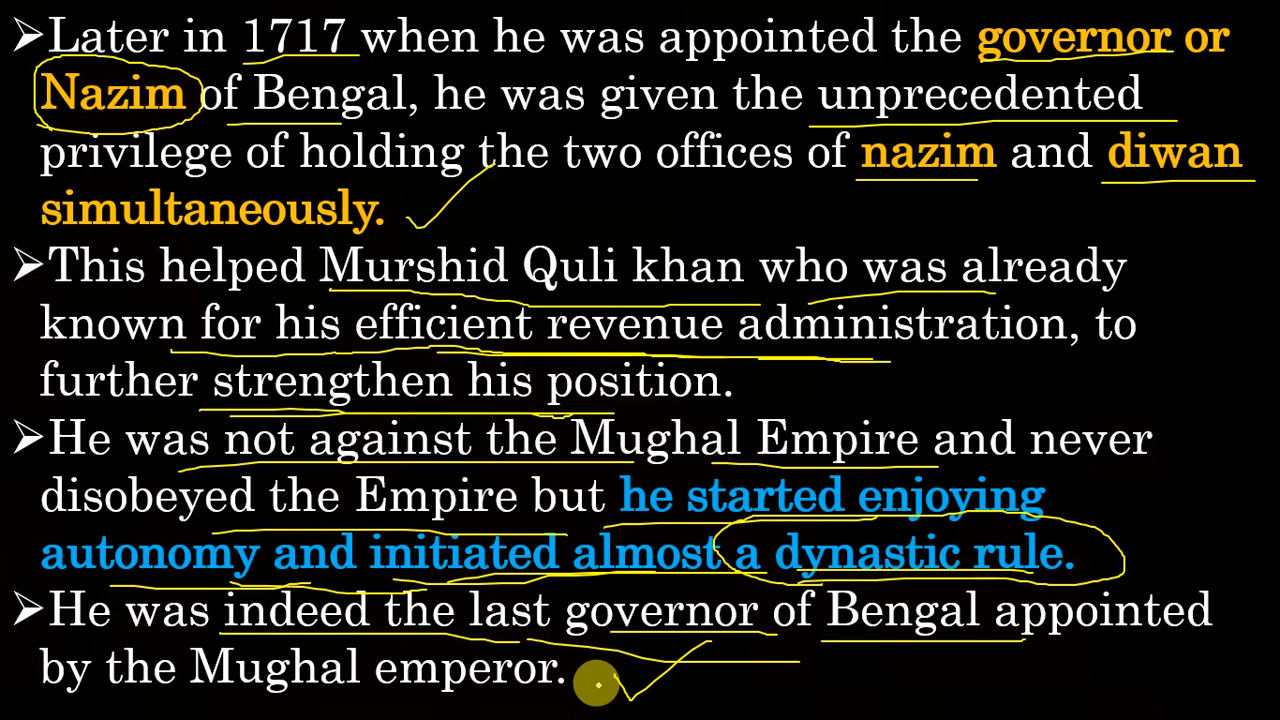 ➢Later in 1717 when he was appointed the governor or
Nazim of Bengal, he was given the unprecedented
privilege of holding the two offices of nazim and diwan
simultaneously.
➢This helped Murshid Quli khan who was already
known for his efficient revenue administration, to
further strengthen his position.
➢He was not against the Mughal Empire and never
disobeyed the Empire but he started enjoying
autonomy and initiated almost a dynastic rule.
➢He was indeed the last governor of Bengal appointed
by the Mughal emperor.